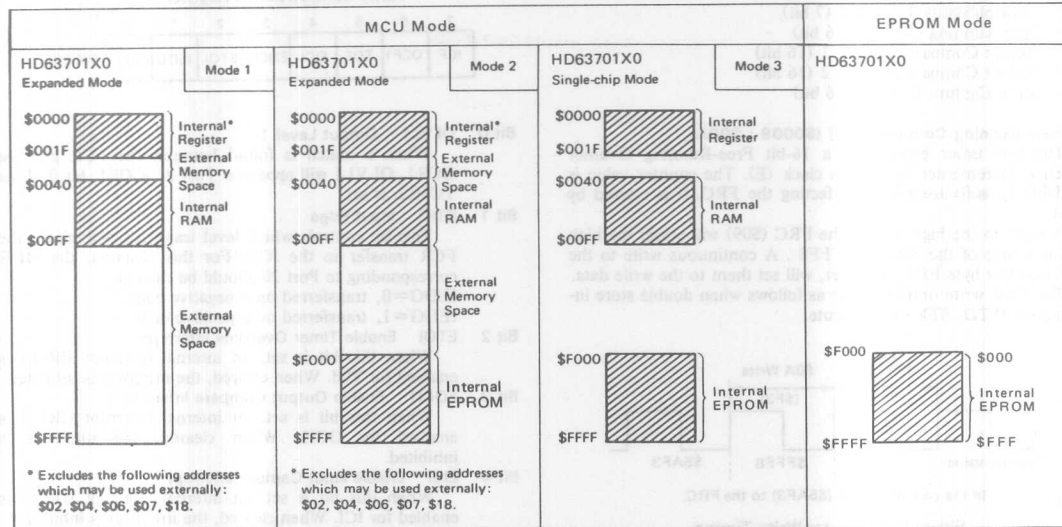 MCU Mode
EPROM Mode
HD63701X0
Mode 1
Expanded Mode
$0000
$001F
$0040
$00FF
$FFFF
Internal*
Register
External
Memory
Space
Internal
RAM
External
Memory
Space
* Excludes the following addresses
which may be used externally:
$02, $04, $06, $07, $18.
HD63701X0
Mode 2
Expanded Mode
$0000
$001F
$0040
$00FF
$F000
$FFFF
Internal*
Register
External
Memory
Space
Internal
RAM
External
Memory
Space
Internal
EPROM
* Excludes the following addresses
which may be used externally:
$02, $04, $06, $07, $18.
HD63701X0
Mode 3
Single-chip Mode
$0000
$001F
$0040
$00FF
$F000
$FFFF
Internal
Register
Internal
RAM
Internal
EPROM
HD63701X0
$F000
$FFFF
$000
Internal
EPROM
$FFF